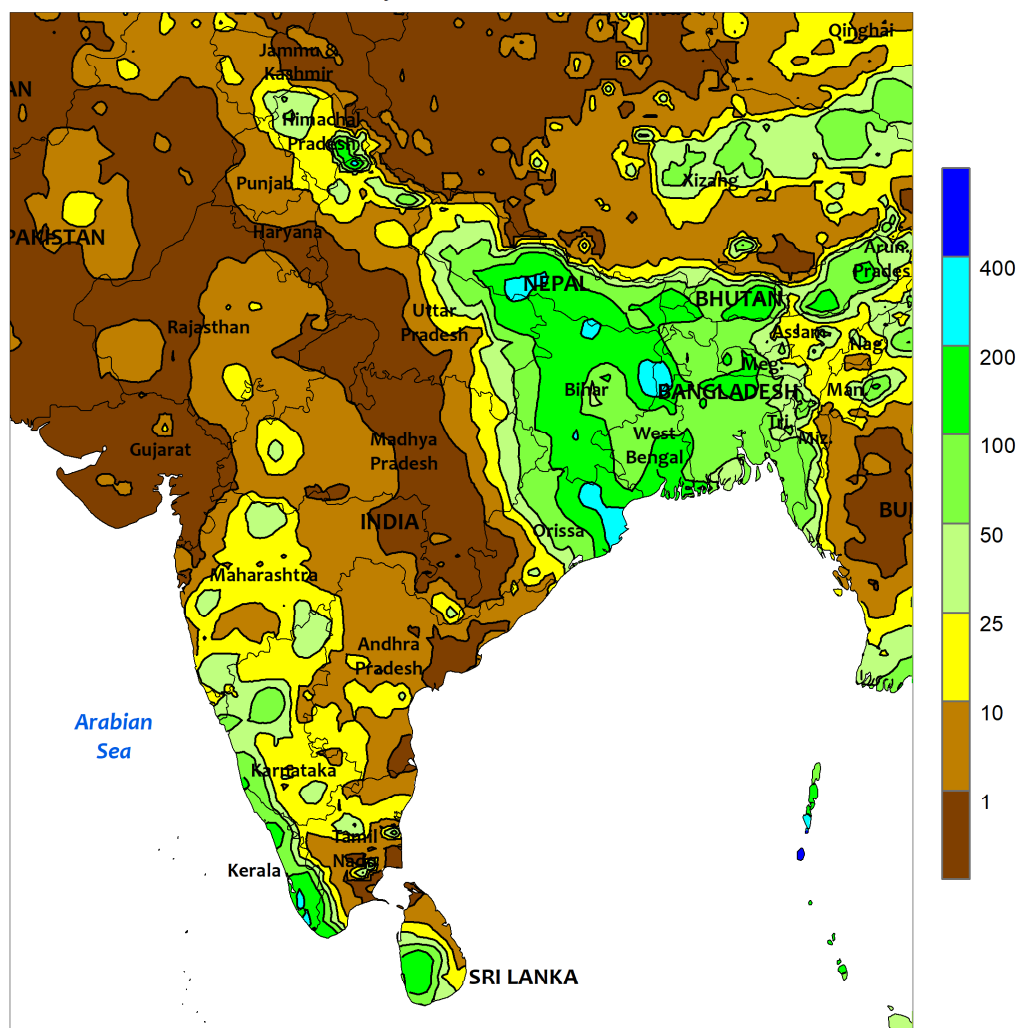 Qinghai
Jammu &
Kashmir
AN
Himachal
Pradesh
Punjab
Xizang
Haryana
PAKISTAN
Arun.
Prades
NEPAL
BHUTAN
Uttar
Pradesh
Rajasthan
Assam
Nag.
Meg.
Bihar
BANGLADESH
Man.
Tri.
Miz.
West
Bengal
Gujarat
Madhya
Pradesh
INDIA
BU
Orissa
Maharashtra
Andhra
Pradesh
Arabian
Sea
Karnataka
Tamil
Nadu
Kerala
SRI LANKA
400
200
100
50
25
10
1